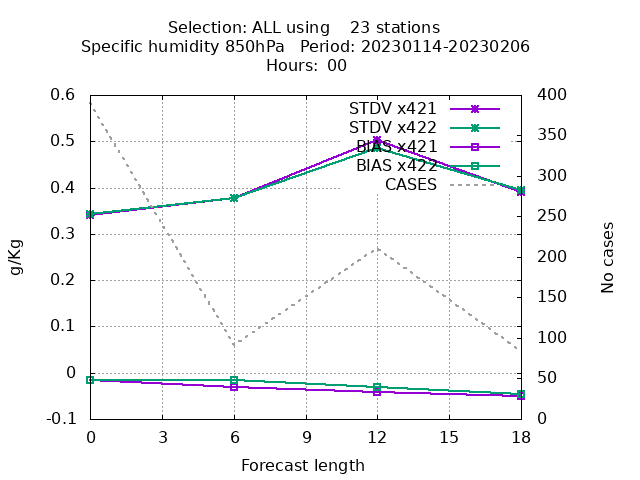 Selection: ALL using    23 stations
Specific humidity 850hPa   Period: 20230114-20230206
Hours: 00
STDV x421
STDV x422
BIAS x421
BIAS x422
CASES
0.6
0.5
0.4
0.3
0.2
0.1
0
-0.1
g/Kg
400
350
300
250
200
150
100
50
0
No cases
0 3 6 9 12 15 18
Forecast length